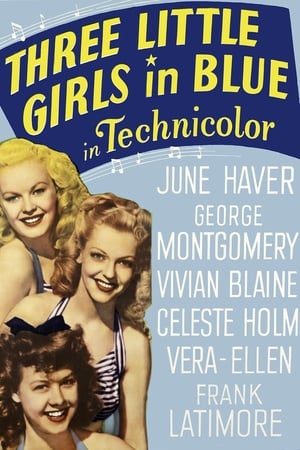 THREE LITTLE
GIRLS in BLUE
in Technicolor
JUNE HAVER
GEORGE
MONTGOMERY
VIVIAN BLAINE
CELESTE HOLM
VERA-ELLEN
FRANK
LATIMORE